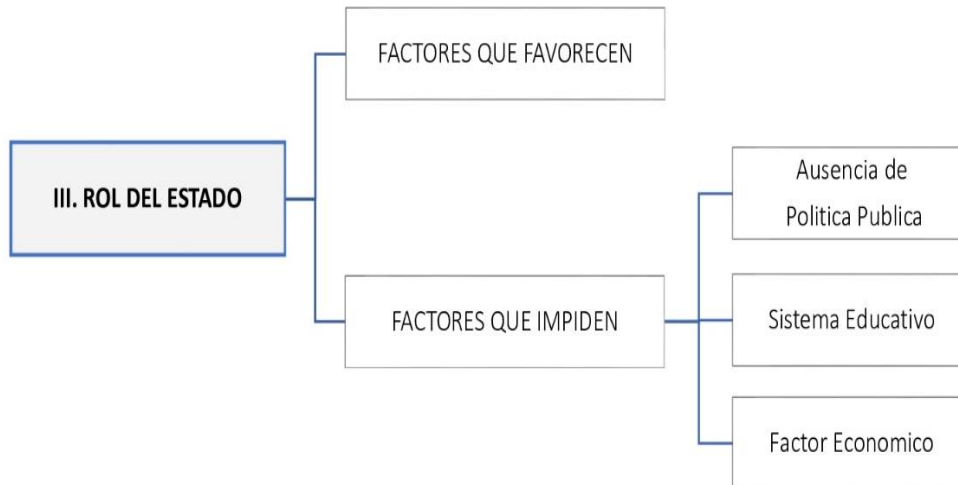 FACTORES QUE FAVORECEN
III. ROL DEL ESTADO
Ausencia de
Politica Publica
FACTORES QUE IMPIDEN
Sistema Educativo
Factor Economico